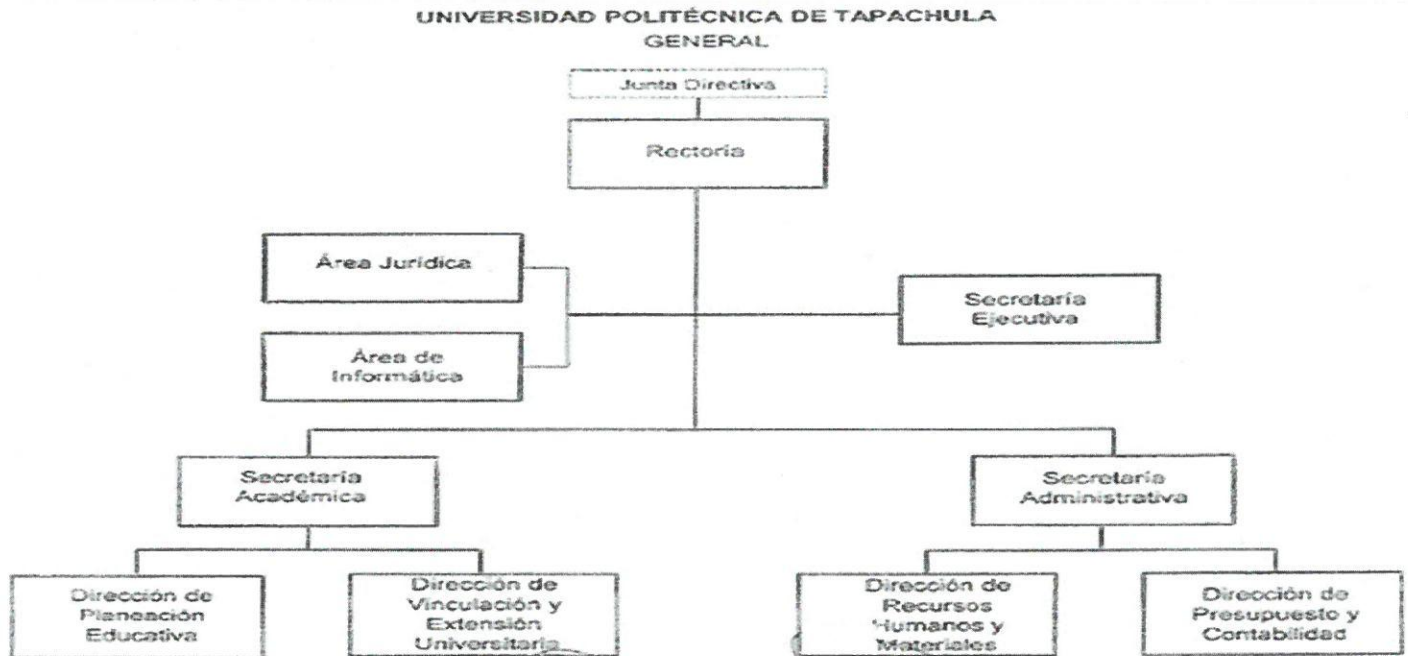 UNIVERSIDAD POLITÉCNICA DE TAPACHULA
GENERAL
Junta Directiva
Rectoría
Área Jurídica
Secretaría
Ejecutiva
Área de
Informática
Secretaría
Académica
Secretaría
Administrativa
Dirección de
Planeación
Educativa
Dirección de
Vinculación y
Extensión
Universitaria
Dirección de
Recursos
Humanos y
Materiales
Dirección de
Presupuesto y
Contabilidad